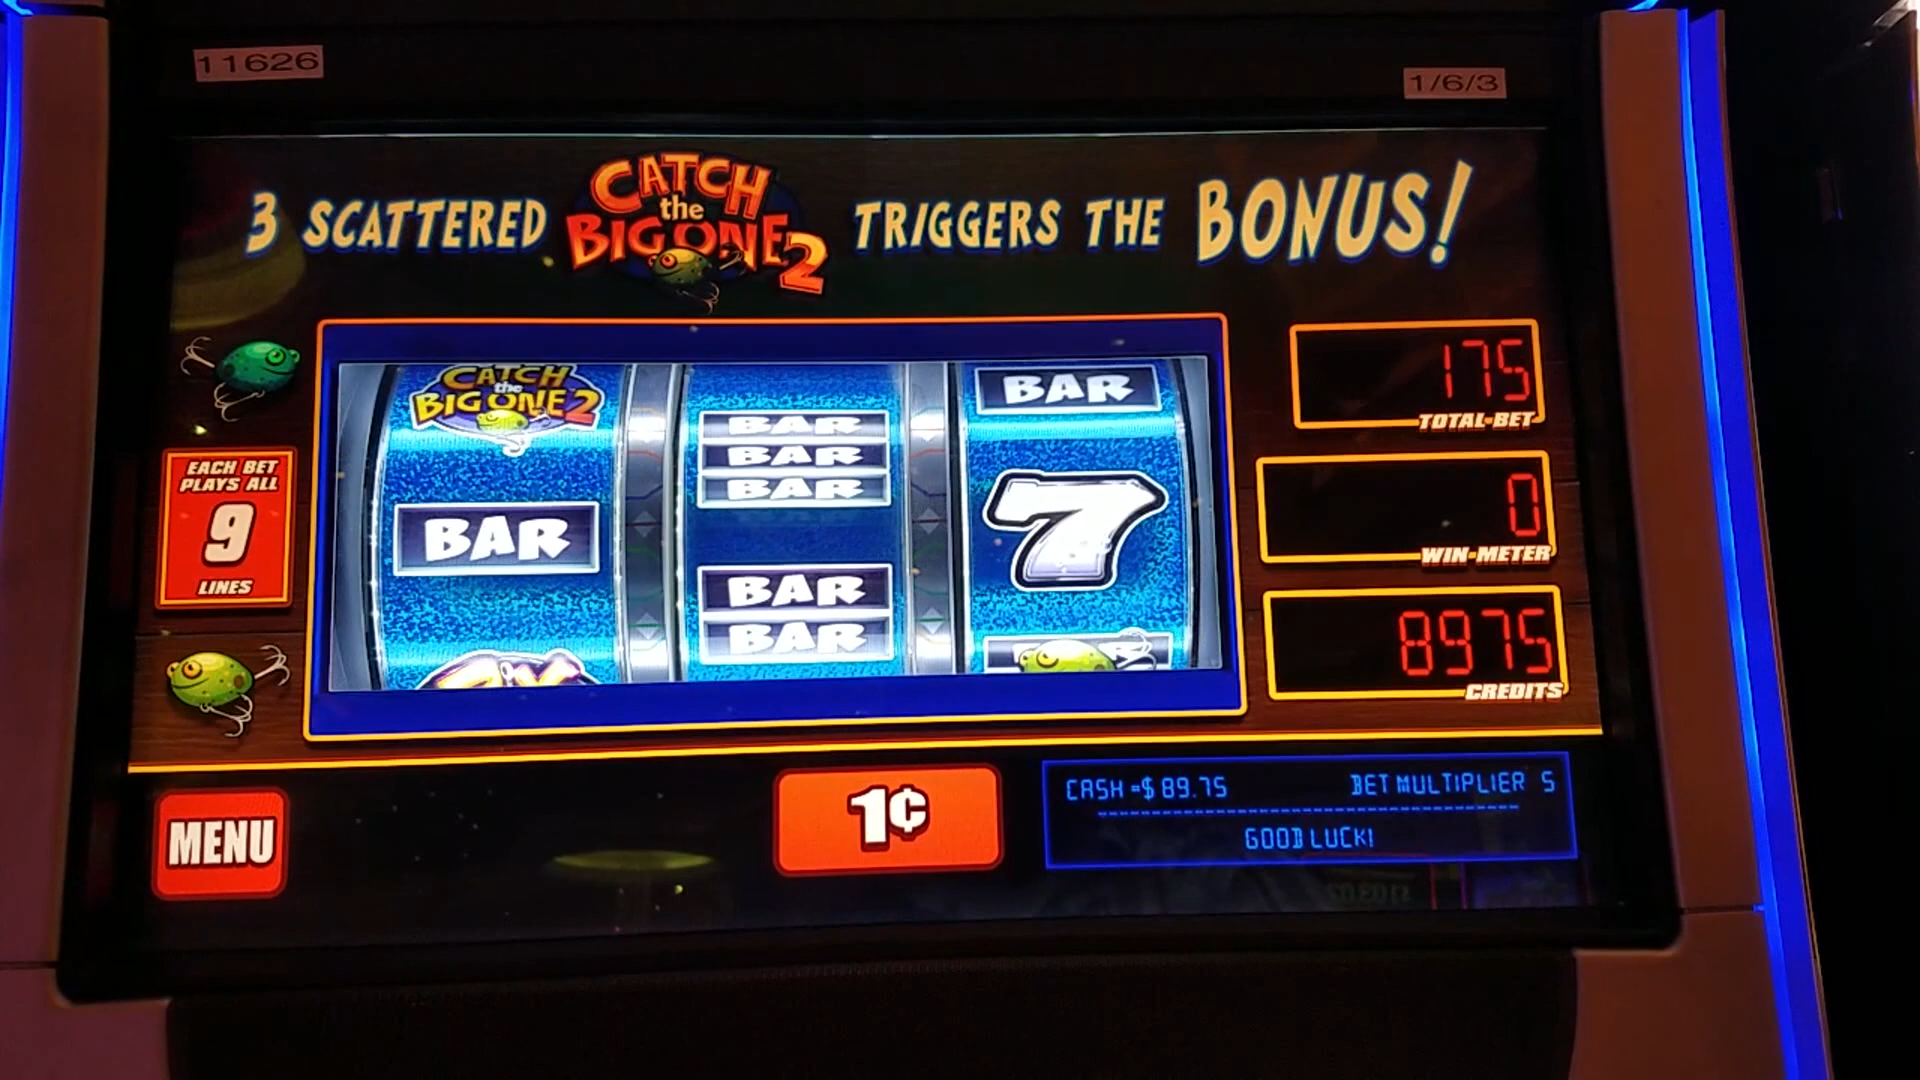 11626
1/6/3
3 SCATTERED CATCH the BIG ONE 2 TRIGGERS THE BONUS!
CATCH
the
BIG ONE 2
BAR
BAR
BAR
BAR
BAR
BAR
BAR
7
EACH BET
PLAYS ALL
9
LINES
175
TOTAL-BET
0
WIN-METER
8975
CREDITS
MENU
1¢
CASH =$ 89.75 BET MULTIPLIER 5
GOOD LUCK!